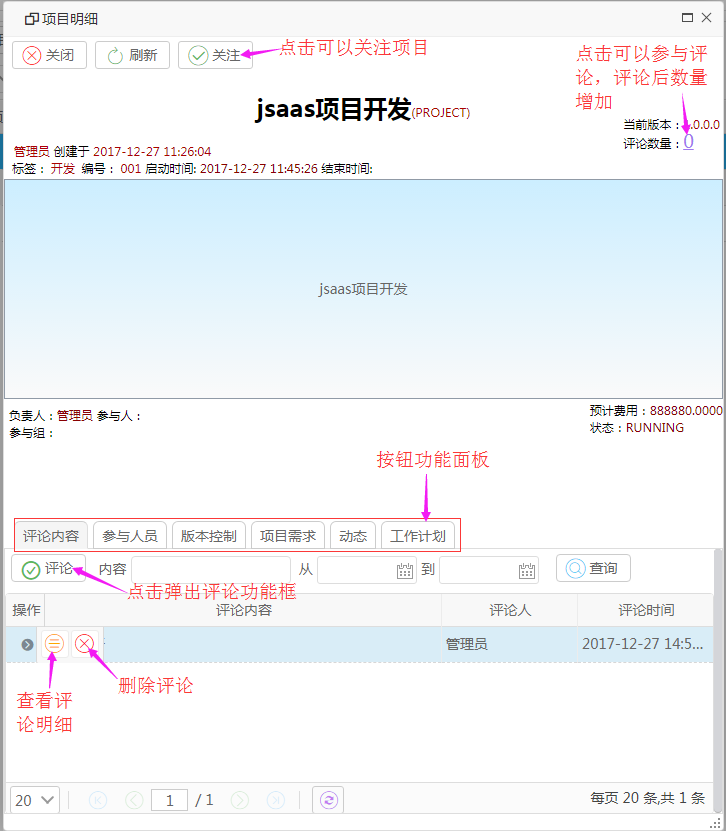 项目明细
关闭 刷新 关注 点击可以关注项目
点击可以参与评
论，评论后数量
增加
jsaas项目开发(PROJECT)
当前版本： .0.0.0
评论数量：0
管理员 创建于 2017-12-27 11:26:04
标签： 开发 编号： 001 启动时间: 2017-12-27 11:45:26 结束时间:
jsaas项目开发
负责人：管理员 参与人：
参与组：
预计费用：888880.0000
状态：RUNNING
按钮功能面板
评论内容 参与人员 版本控制 项目需求 动态 工作计划
评论 内容 从 到 查询
点击弹出评论功能框
操作 评论内容 评论人 评论时间
管理员 2017-12-27 14:5...
删除评论
查看评
论明细
20 1 / 1 每页 20 条,共 1 条